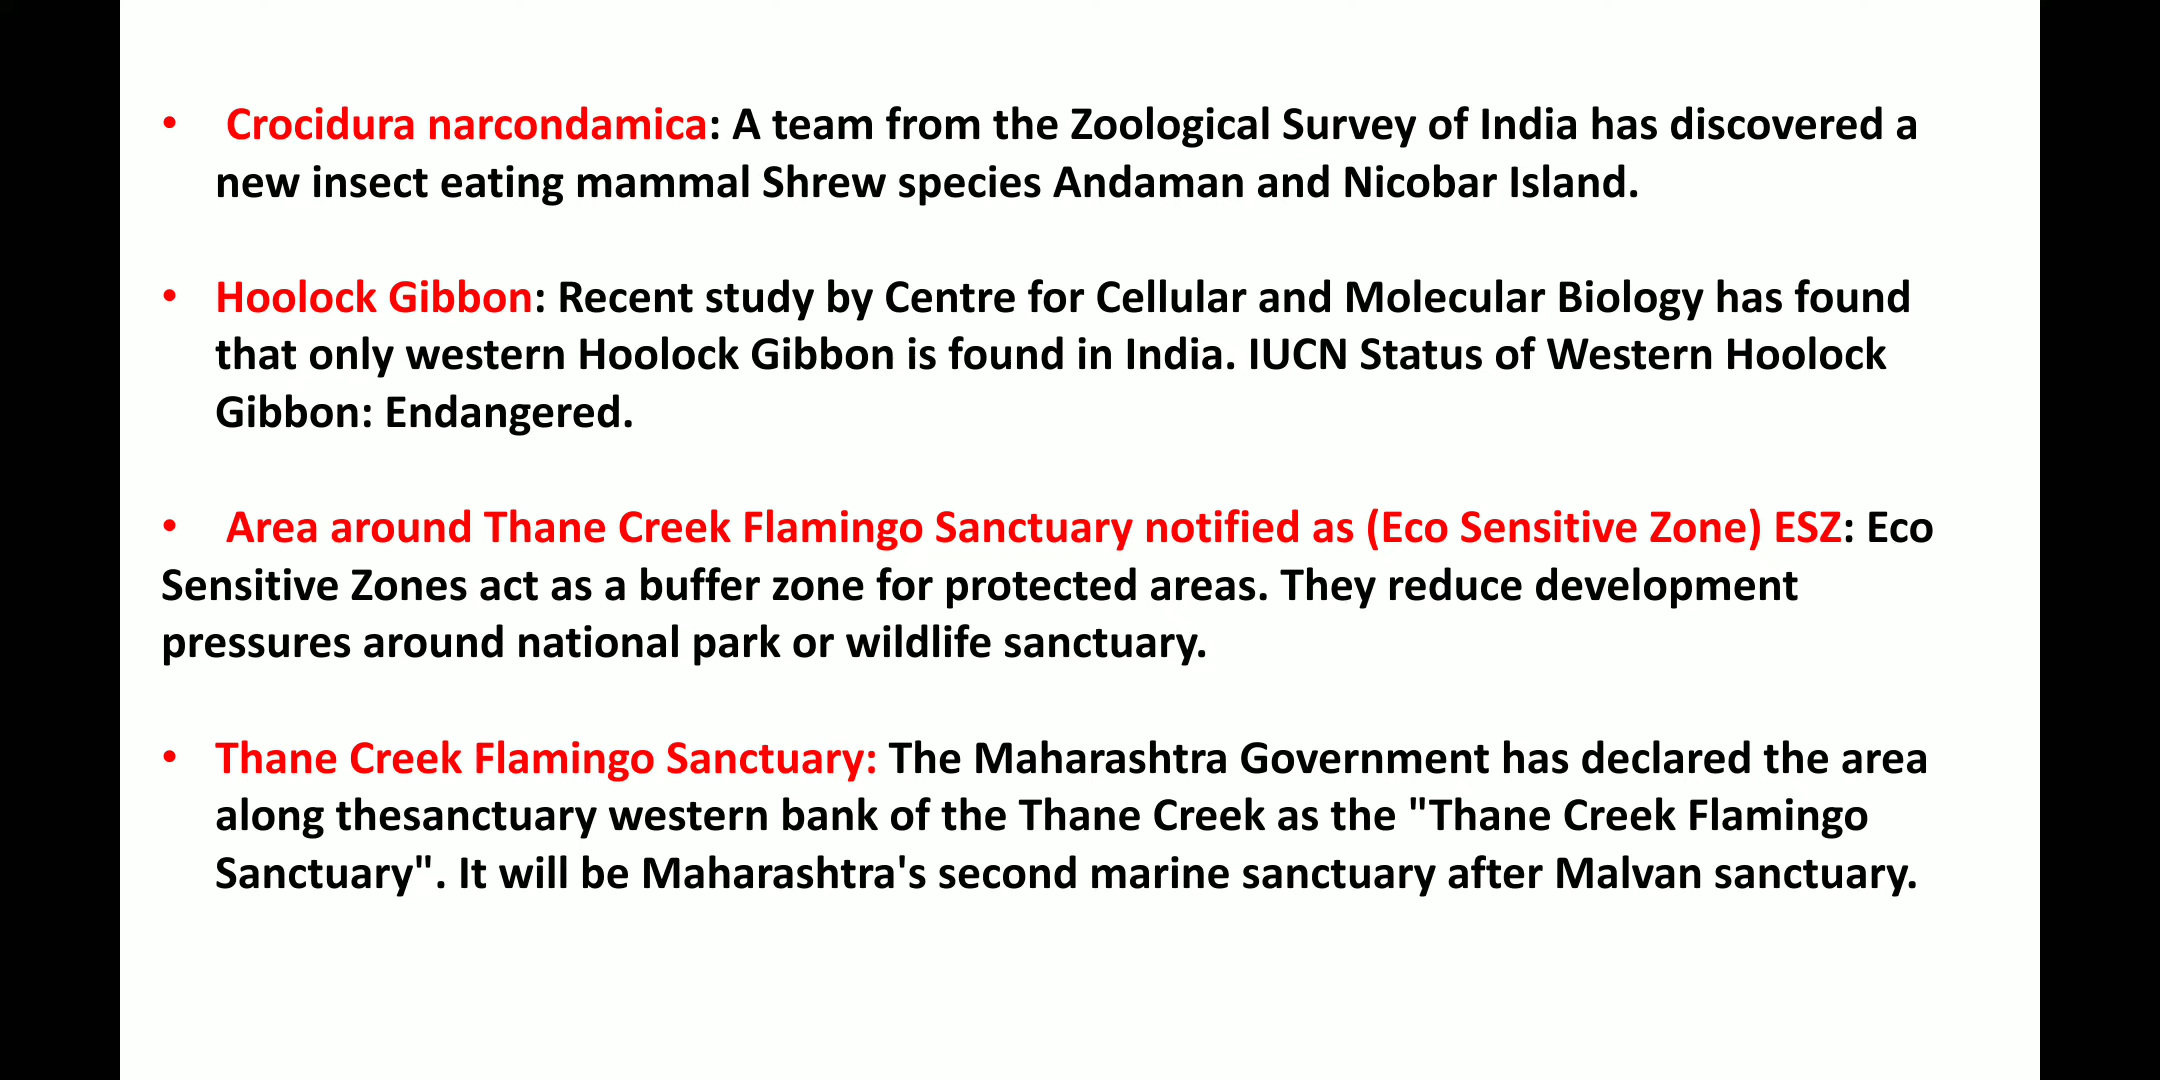 • Crocidura narcondamica: A team from the Zoological Survey of India has discovered a
new insect eating mammal Shrew species Andaman and Nicobar Island.
• Hoolock Gibbon: Recent study by Centre for Cellular and Molecular Biology has found
that only western Hoolock Gibbon is found in India. IUCN Status of Western Hoolock
Gibbon: Endangered.
• Area around Thane Creek Flamingo Sanctuary notified as (Eco Sensitive Zone) ESZ: Eco
Sensitive Zones act as a buffer zone for protected areas. They reduce development
pressures around national park or wildlife sanctuary.
• Thane Creek Flamingo Sanctuary: The Maharashtra Government has declared the area
along thesanctuary western bank of the Thane Creek as the "Thane Creek Flamingo
Sanctuary". It will be Maharashtra's second marine sanctuary after Malvan sanctuary.